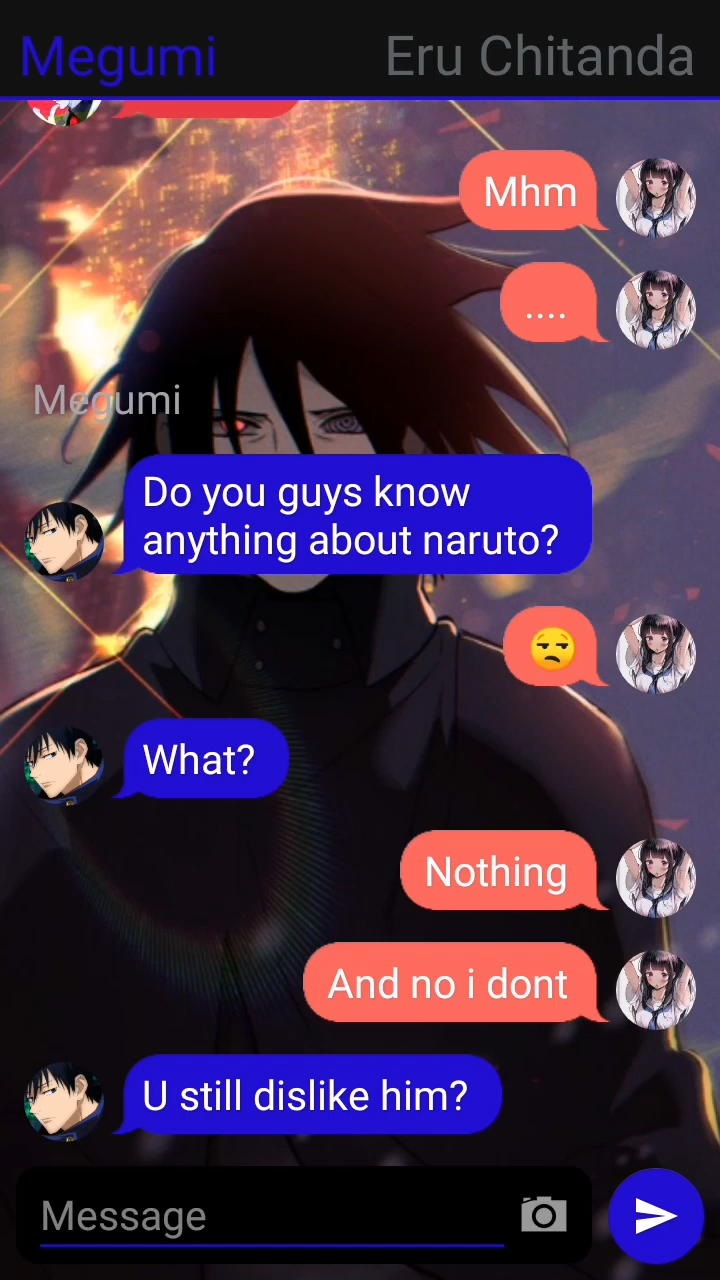 Megumi
Eru Chitanda
Mhm
....
Megumi
Do you guys know
anything about naruto?
😒
What?
Nothing
And no i dont
U still dislike him?
Message